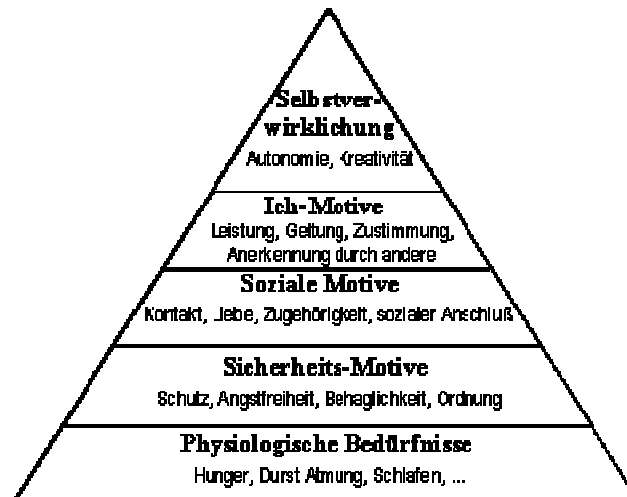 Selbstver-
wirklichung
Autonomie, Kreativität
Ich-Motive
Leistung, Geltung, Zustimmung,
Anerkennung durch andere
Soziale Motive
Kontakt, Liebe, Zugehörigkeit, sozialer Anschluß
Sicherheits-Motive
Schutz, Angstfreiheit, Behaglichkeit, Ordnung
Physiologische Bedürfnisse
Hunger, Durst Atmung, Schlafen, ...